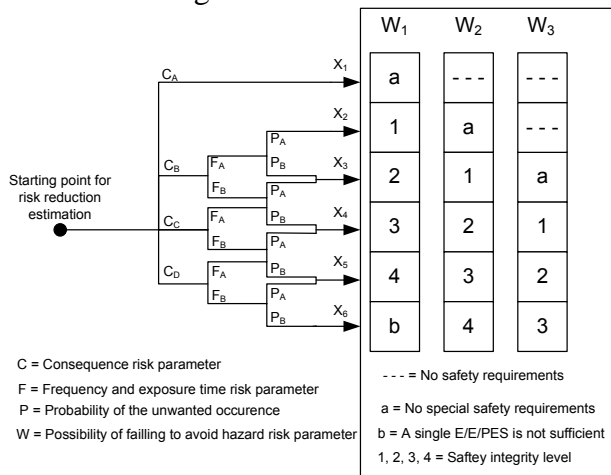 W1 W2 W3
CA X1 a - - - - - -
X2 1 a - - -
PA
CB FA PB X3 2 1 a
Starting point for
risk reduction
estimation
FB PA
CC FA PB X4 3 2 1
FB PA
CD FA PB X5 4 3 2
FB PA
PB X6 b 4 3
C = Consequence risk parameter
F = Frequency and exposure time risk parameter
P = Probability of the unwanted occurence
W = Possibility of failling to avoid hazard risk parameter
- - - = No safety requirements
a = No special safety requirements
b = A single E/E/PES is not sufficient
1, 2, 3, 4 = Saftey integrity level